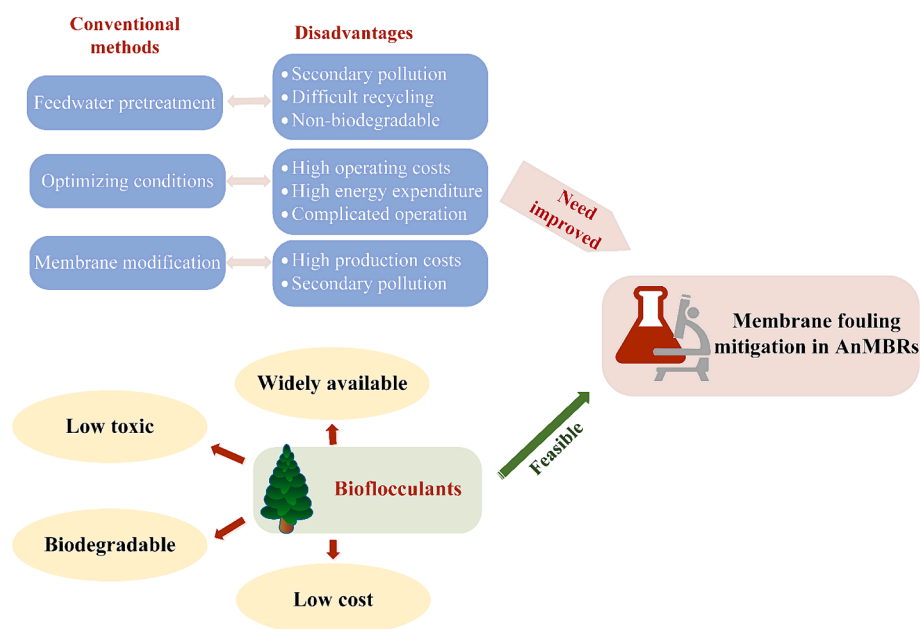 Conventional
methods
Disadvantages
Feedwater pretreatment
• Secondary pollution
• Difficult recycling
• Non-biodegradable
Optimizing conditions
• High operating costs
• High energy expenditure
• Complicated operation
Membrane modification
• High production costs
• Secondary pollution
Need
improved
Membrane fouling
mitigation in AnMBRs
Widely available
Low toxic
Bioflocculants
Feasible
Biodegradable
Low cost